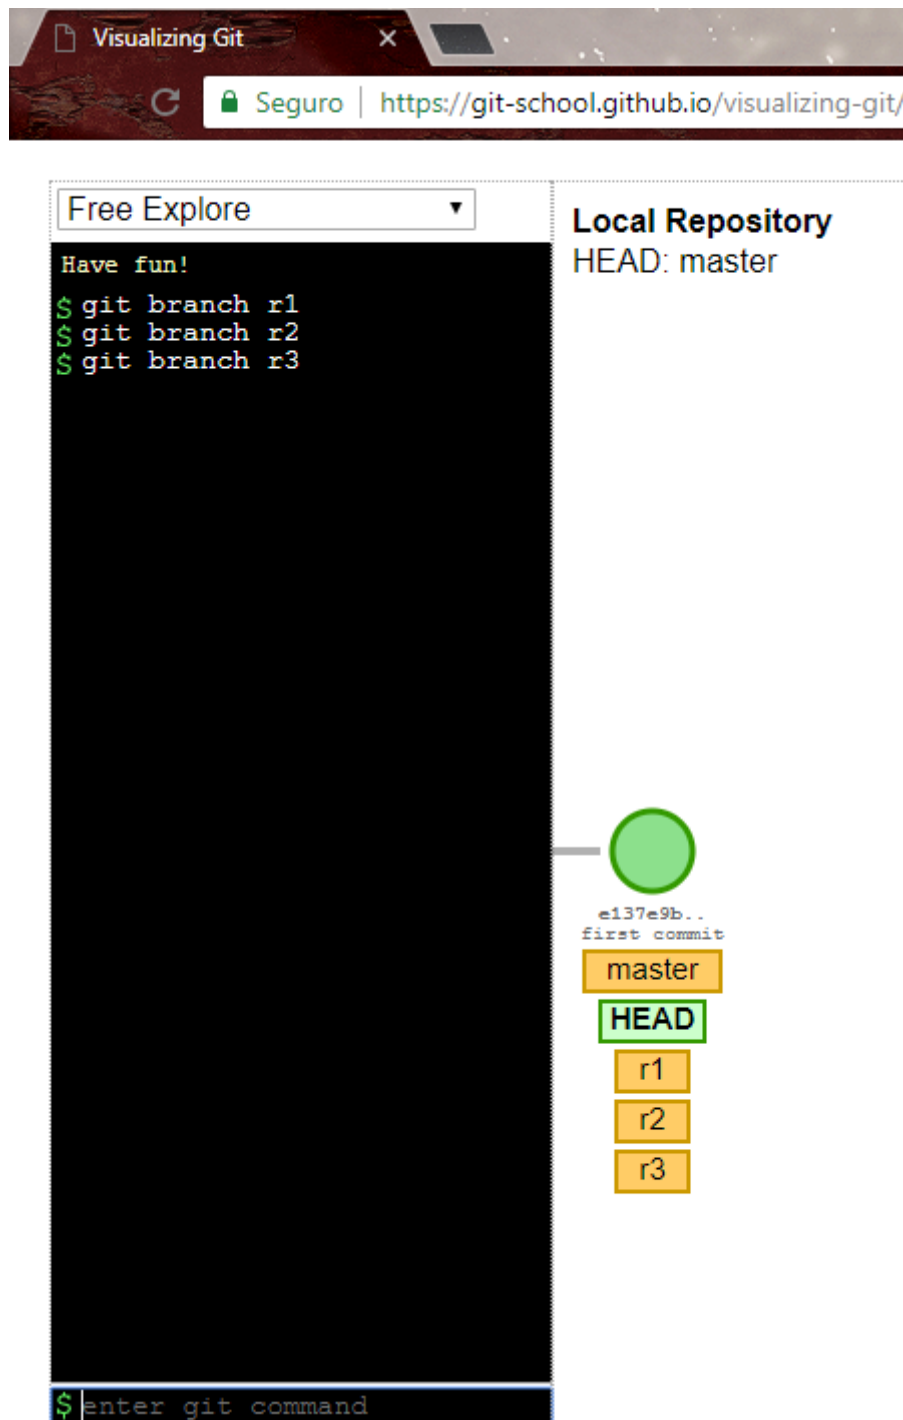 Visualizing Git
Seguro | https://git-school.github.io/visualizing-git/
Free Explore
Local Repository
HEAD: master
Have fun!
$ git branch r1
$ git branch r2
$ git branch r3
e137e9b..
first commit
master
HEAD
r1
r2
r3
$ enter git command